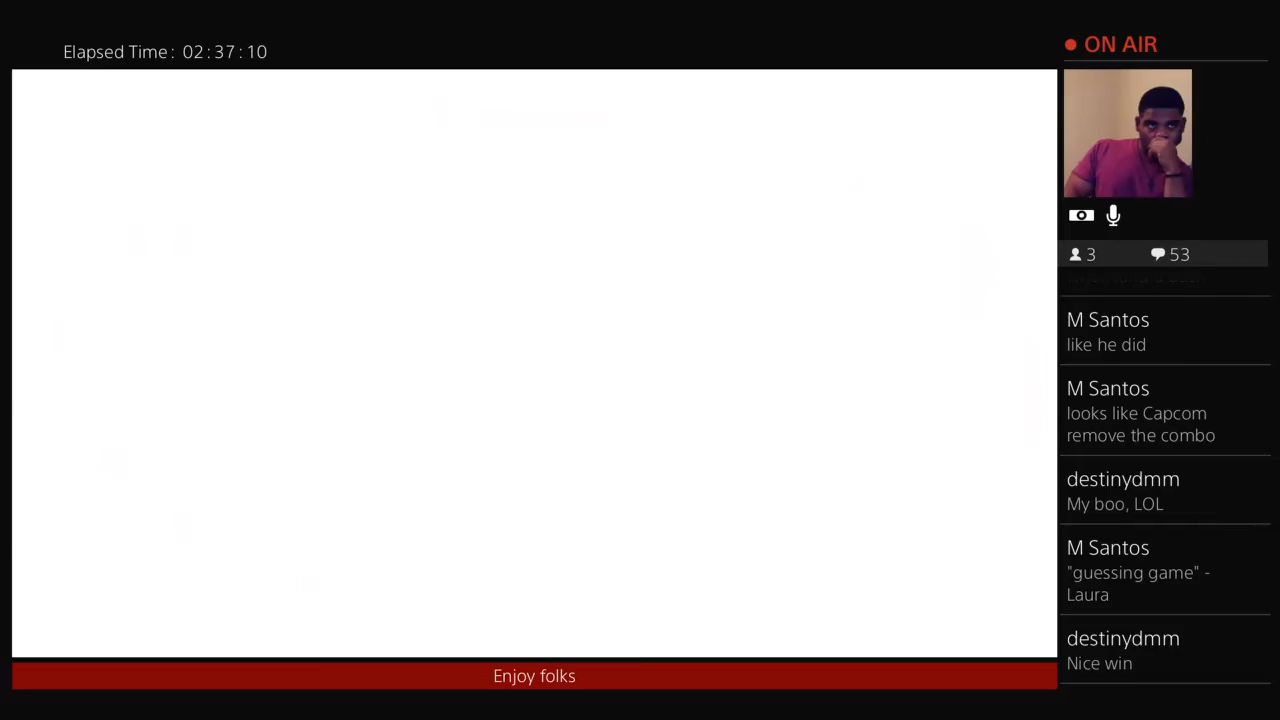 Elapsed Time: 02:37:10
ON AIR
3
53
M Santos
like he did
M Santos
looks like Capcom
remove the combo
destinydmm
My boo, LOL
M Santos
"guessing game" -
Laura
destinydmm
Nice win
Enjoy folks